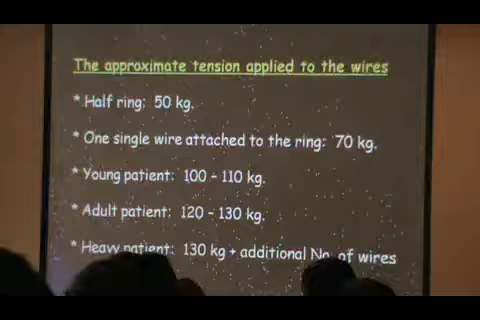 The approximate tension applied to the wires
* Half ring: 50 kg.
* One single wire attached to the ring: 70 kg.
* Young patient: 100 - 110 kg.
* Adult patient: 120 - 130 kg.
* Heavy patient: 130 kg + additional No. of wires